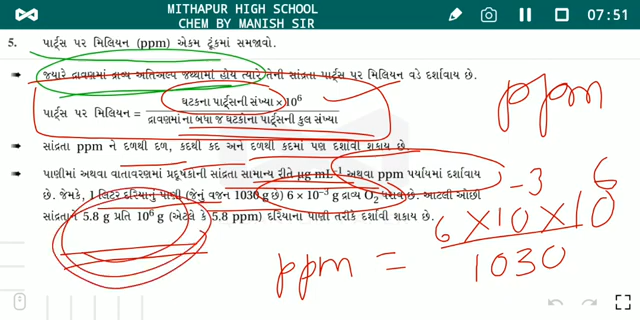 MITHAPUR HIGH SCHOOL
CHEM BY MANISH SIR
07:51
5. પાર્ટ્સ પર મિલિયન (ppm) એકમ ટૂંકમાં સમજાવો.
જ્યારે દ્રાવણમાં દ્રાવ્ય અતિઅલ્પ જથ્થામાં હોય ત્યારે તેની સાંદ્રતા પાર્ટ્સ પર મિલિયન વડે દર્શાવાય છે.
પાર્ટ્સ પર મિલિયન = ઘટકના પાર્ટ્સની સંખ્યા × 10⁶
દ્રાવણમાંના બધા જ ઘટકોના પાર્ટ્સની કુલ સંખ્યા
સાંદ્રતા ppm ને દળથી દળ, કદથી કદ અને દળથી કદમાં પણ દર્શાવી શકાય છે.
પાણીમાં અથવા વાતાવરણમાં પ્રદૂષકોની સાંદ્રતા સામાન્ય રીતે μg mL⁻¹ અથવા ppm પર્યાયમાં દર્શાવાય
છે. જેમકે, 1 લિટર દરિયાનું પાણી (જેનું વજન 1030 g છે) 6 × 10⁻³ g દ્રાવ્ય O₂ ધરાવે છે. આટલી ઓછી
સાંદ્રતાને 5.8 g પ્રતિ 10⁶ g (એટલે કે 5.8 ppm) દરિયાના પાણી તરીકે દર્શાવી શકાય છે.
ppm
ppm = 6 × 10⁻³ × 10⁶
1030